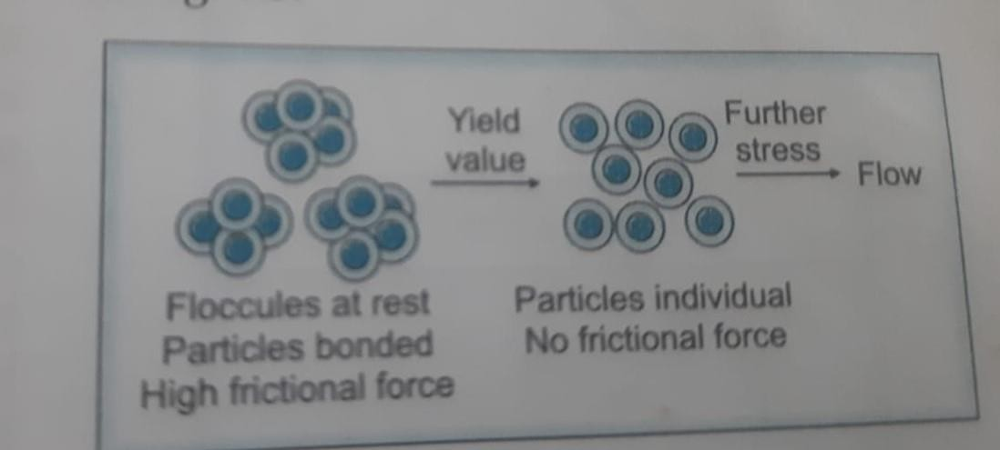 Yield
value
Further
stress
Flow
Floccules at rest
Particles bonded
High frictional force
Particles individual
No frictional force